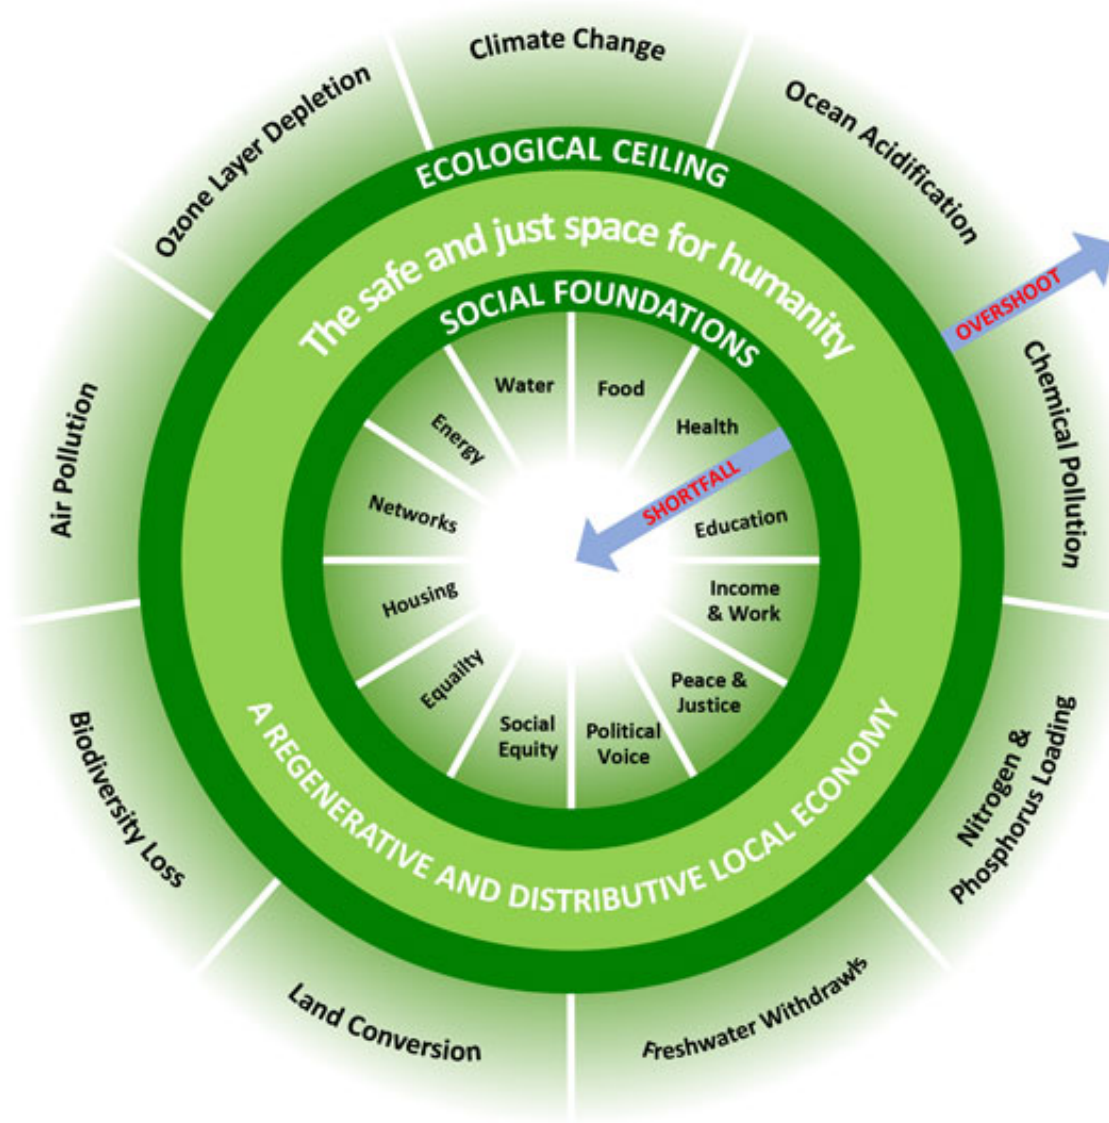 Climate Change
Ocean Acidification
OVERSHOOT
Chemical Pollution
Nitrogen &
Phosphorus Loading
Freshwater Withdrawls
Land Conversion
Biodiversity Loss
Air Pollution
Ozone Layer Depletion
ECOLOGICAL CEILING
The safe and just space for humanity
SOCIAL FOUNDATIONS
Water
Food
Health
SHORTFALL
Education
Income
& Work
Peace &
Justice
Political
Voice
Social
Equity
Equailty
Housing
Networks
Energy
A REGENERATIVE AND DISTRIBUTIVE LOCAL ECONOMY